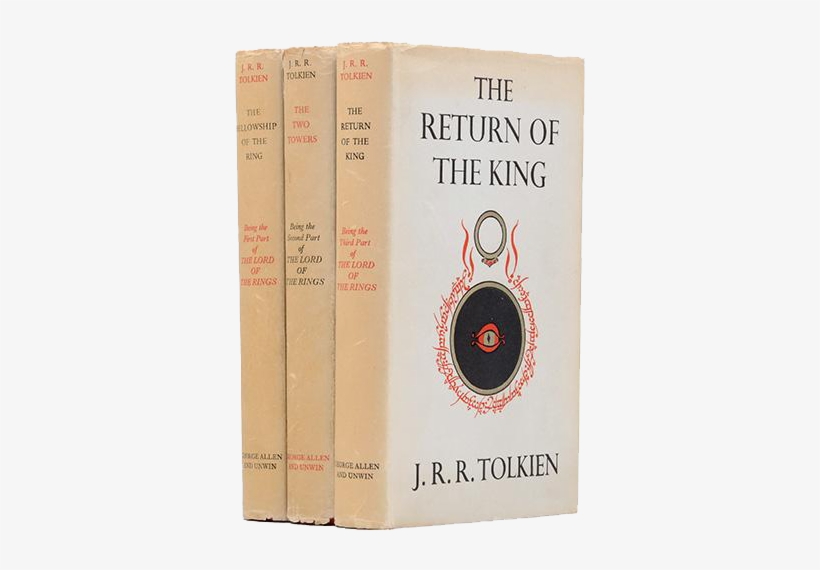 J. R. R.
TOLKIEN
THE
FELLOWSHIP
OF THE
RING
Being the
First Part
of
THE LORD
OF
THE RINGS
GEORGE ALLEN
AND UNWIN
J. R. R.
TOLKIEN
THE
TWO
TOWERS
Being the
Second Part
of
THE LORD
OF
THE RINGS
GEORGE ALLEN
AND UNWIN
J. R. R.
TOLKIEN
THE
RETURN
OF THE
KING
Being the
Third Part
of
THE LORD
OF
THE RINGS
GEORGE ALLEN
AND UNWIN
THE
RETURN OF
THE KING
J. R. R. TOLKIEN